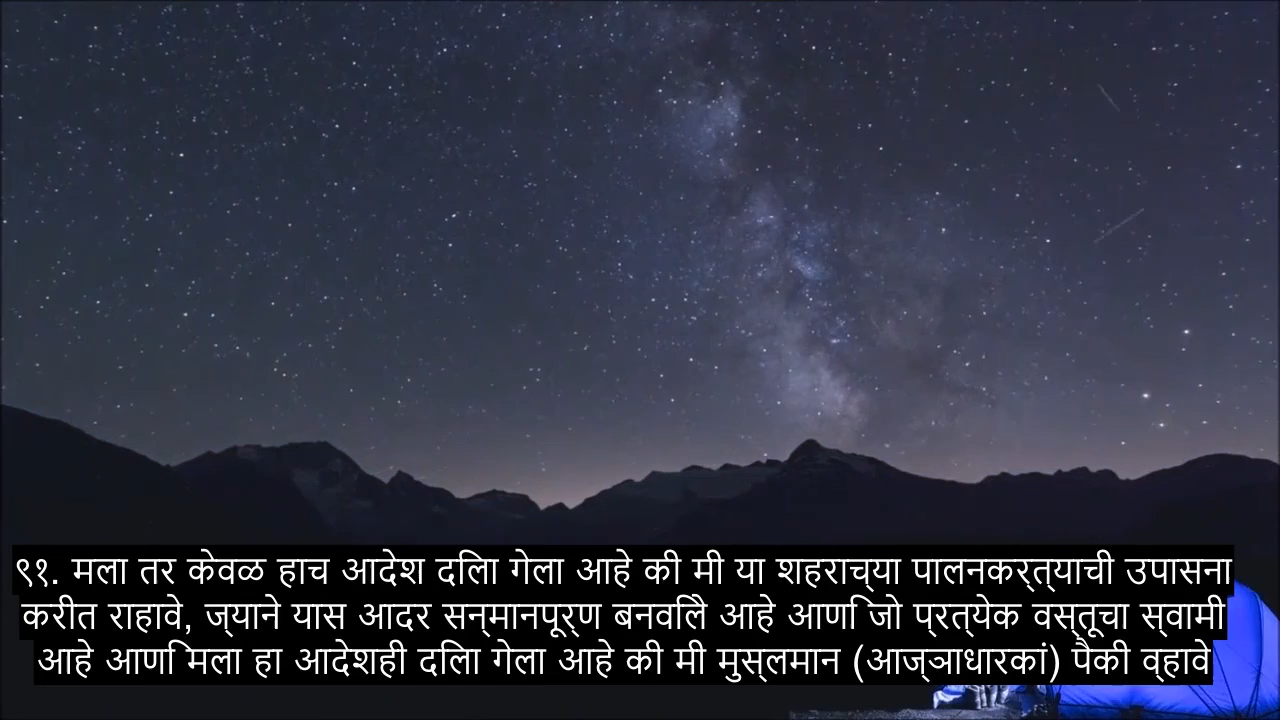 ९१. मला तर केवळ हाच आदेश दिला गेला आहे की मी या शहराच्या पालनकर्त्याची उपासना
करीत राहावे, ज्याने यास आदर सन्मानपूर्ण बनविले आहे आणि जो प्रत्येक वस्तूचा स्वामी
आहे आणि मला हा आदेशही दिला गेला आहे की मी मुस्लमान (आज्ञाधारकां) पैकी व्हावे